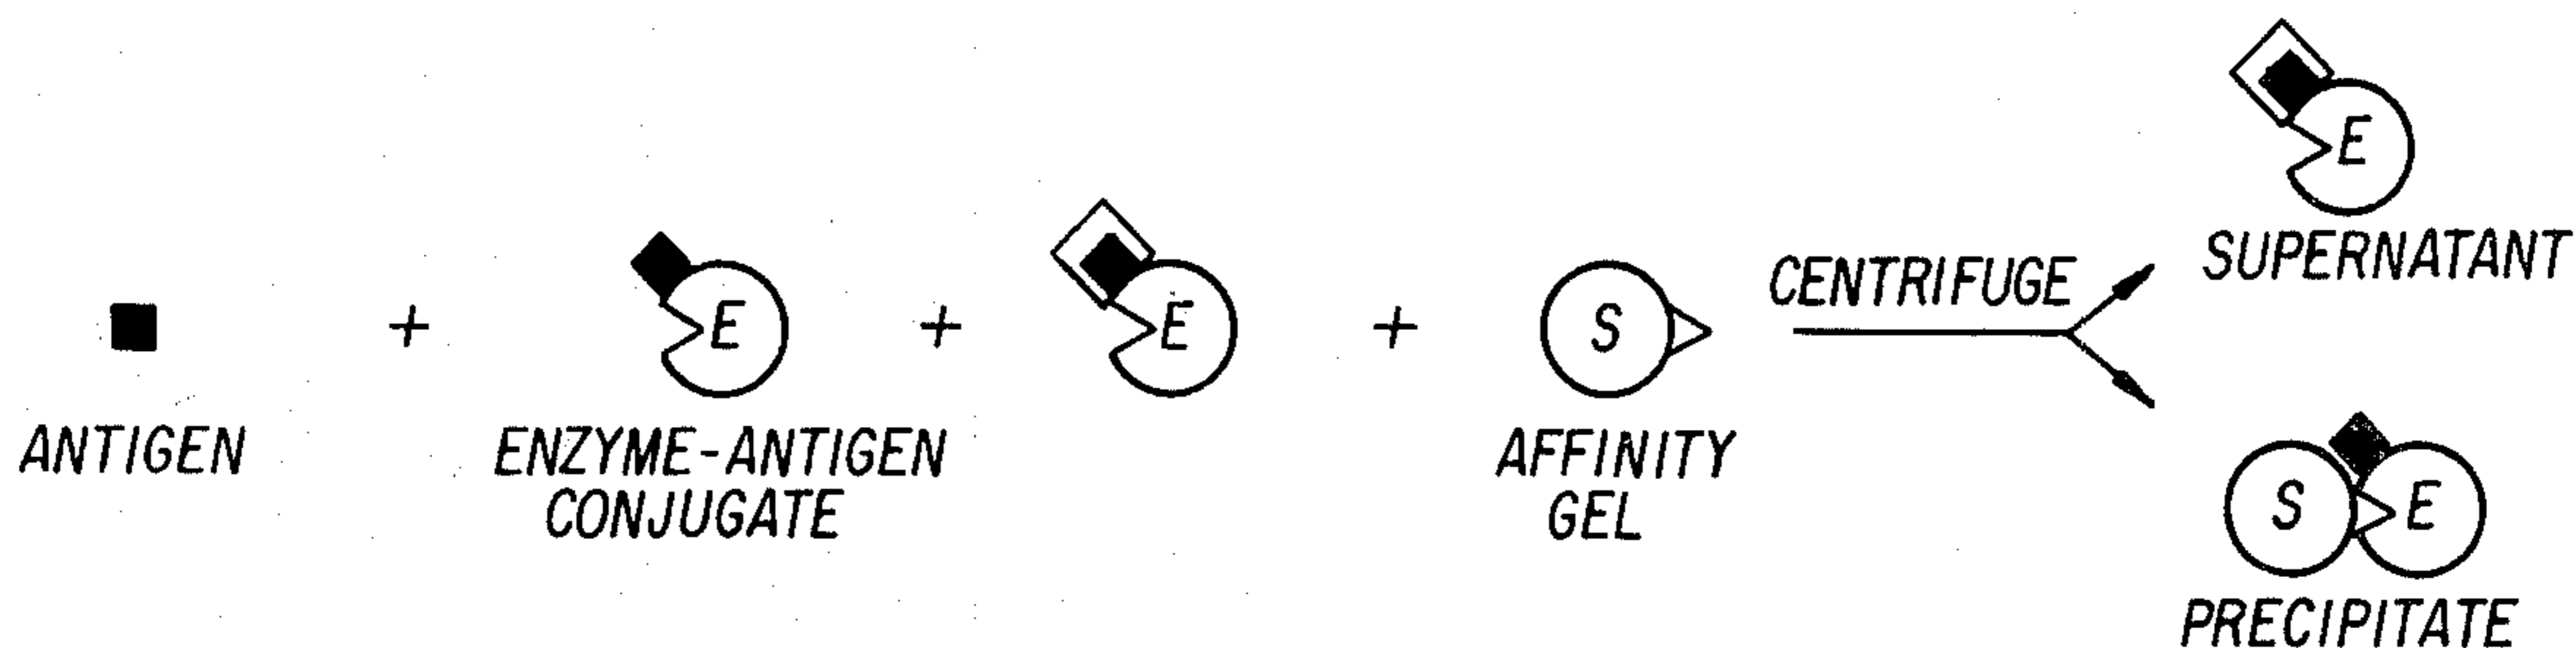 E
SUPERNATANT
CENTRIFUGE
+ E + E + S
ANTIGEN
ENZYME-ANTIGEN
CONJUGATE
AFFINITY
GEL
S E
PRECIPITATE